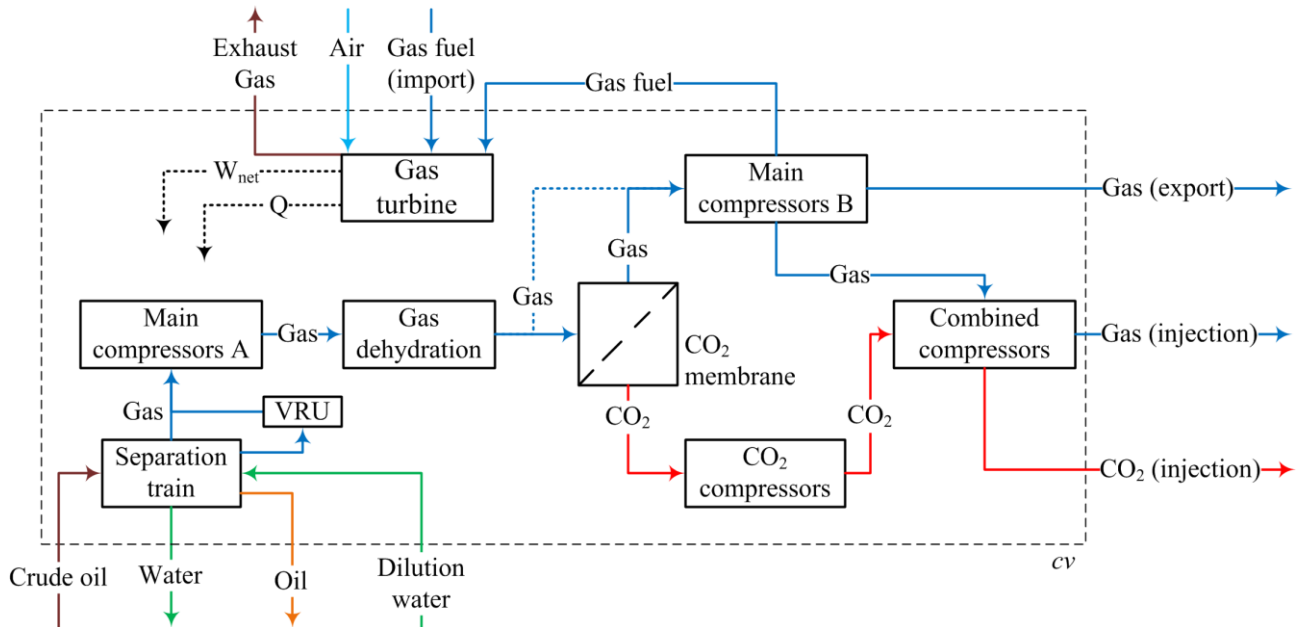 Exhaust
Gas
Air
Gas fuel
(import)
Gas fuel
W_net
Q
Gas
turbine
Main
compressors B
Gas (export)
Gas
Gas
Gas
Main
compressors A
Gas
Gas
dehydration
CO₂
membrane
Combined
compressors
Gas (injection)
Gas
VRU
CO₂
CO₂
Separation
train
CO₂
compressors
CO₂ (injection)
cv
Crude oil
Water
Oil
Dilution
water